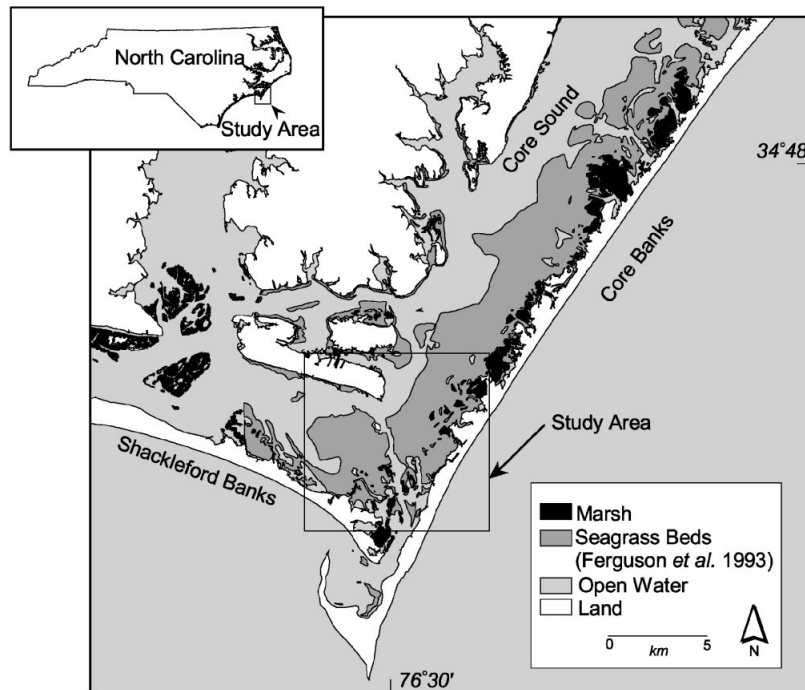 North Carolina
Study Area
Core Sound
34°48
Core Banks
Study Area
Shackleford Banks
Marsh
Seagrass Beds
(Ferguson et al. 1993)
Open Water
Land
0 5
km
N
76°30'